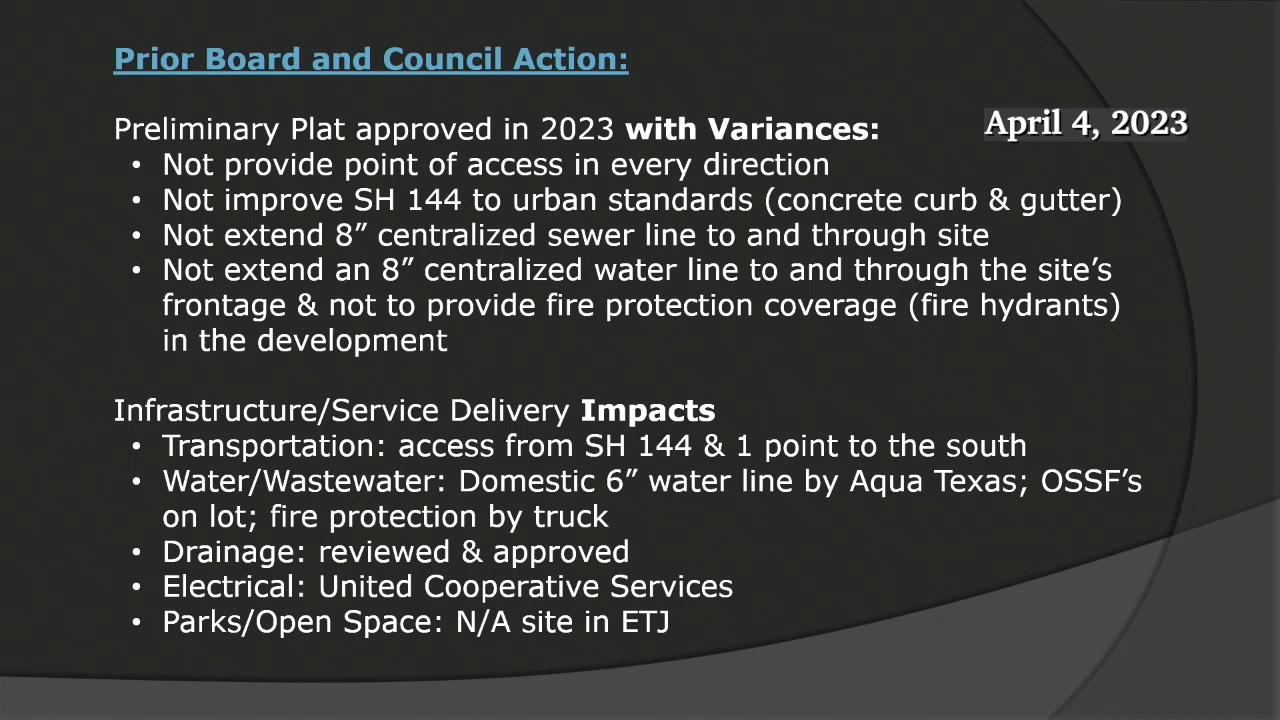 Prior Board and Council Action:
April 4, 2023
Preliminary Plat approved in 2023 with Variances:
• Not provide point of access in every direction
• Not improve SH 144 to urban standards (concrete curb & gutter)
• Not extend 8” centralized sewer line to and through site
• Not extend an 8” centralized water line to and through the site’s
frontage & not to provide fire protection coverage (fire hydrants)
in the development
Infrastructure/Service Delivery Impacts
• Transportation: access from SH 144 & 1 point to the south
• Water/Wastewater: Domestic 6” water line by Aqua Texas; OSSF’s
on lot; fire protection by truck
• Drainage: reviewed & approved
• Electrical: United Cooperative Services
• Parks/Open Space: N/A site in ETJ